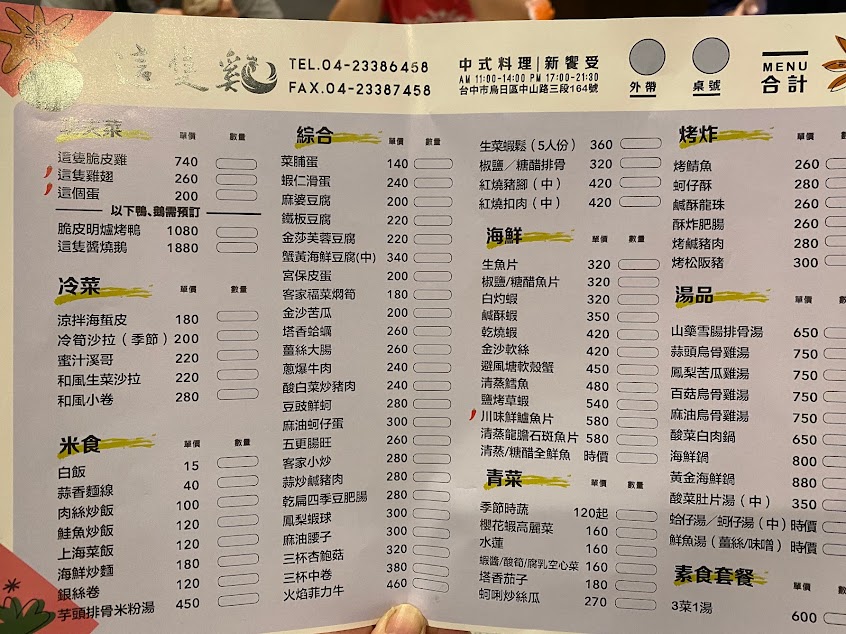 這隻雞
TEL.04-23386458
FAX.04-23387458
中式料理|新饗受
AM 11:00-14:00 PM 17:00-21:30
台中市烏日區中山路三段164號
外帶
桌號
MENU
合計
單價 數量
這隻脆皮雞 740
這隻雞翅 260
這個蛋 200
以下鴨、鵝需預訂
脆皮明爐烤鴨 1080
這隻醬燒鵝 1880
冷菜 單價 數量
涼拌海蜇皮 180
冷筍沙拉(季節) 200
蜜汁溪哥 220
和風生菜沙拉 220
和風小卷 280
米食 單價 數量
白飯 15
蒜香麵線 40
肉絲炒飯 100
鮭魚炒飯 120
上海菜飯 120
海鮮炒麵 180
銀絲卷 120
芋頭排骨米粉湯 450
綜合 單價 數量
菜脯蛋 140
蝦仁滑蛋 240
麻婆豆腐 200
鐵板豆腐 220
金莎芙蓉豆腐 220
蟹黃海鮮豆腐(中) 340
宮保皮蛋 200
客家福菜燜筍 180
金沙苦瓜 200
塔香蛤蠣 260
薑絲大腸 260
蔥爆牛肉 240
酸白菜炒豬肉 240
豆豉鮮蚵 280
麻油蚵仔蛋 300
五更腸旺 260
客家小炒 280
蒜炒鹹豬肉 280
乾扁四季豆肥腸 280
鳳梨蝦球 300
麻油腰子 300
三杯杏鮑菇 320
三杯中卷 380
火焰菲力牛 460
生菜蝦鬆(5人份) 360
椒鹽/糖醋排骨 320
紅燒豬腳(中) 420
紅燒扣肉(中) 420
海鮮 單價 數量
生魚片 320
椒鹽/糖醋魚片 320
白灼蝦 320
鹹酥蝦 350
乾燒蝦 420
金沙軟絲 420
避風塘軟殼蟹 450
清蒸鱈魚 480
鹽烤草蝦 540
川味鮮鱸魚片 580
清蒸龍膽石斑魚片 580
清蒸/糖醋全鮮魚 時價
青菜 單價 數量
季節時蔬 120起
櫻花蝦高麗菜 160
水蓮 160
蝦醬/酸筍/腐乳空心菜 160
塔香茄子 180
蚵唎炒絲瓜 270
烤炸 單價
烤鯖魚 260
蚵仔酥 280
鹹酥龍珠 260
酥炸肥腸 260
烤鹹豬肉 280
烤松阪豬 300
湯品 單價
山藥雪腸排骨湯 650
蒜頭烏骨雞湯 750
鳳梨苦瓜雞湯 750
百菇烏骨雞湯 750
麻油烏骨雞湯 750
酸菜白肉鍋 650
海鮮鍋 800
黃金海鮮鍋 880
酸菜肚片湯(中) 350
蛤仔湯/蚵仔湯(中) 時價
鮮魚湯(薑絲/味噌) 時價
素食套餐 單價
3菜1湯 600